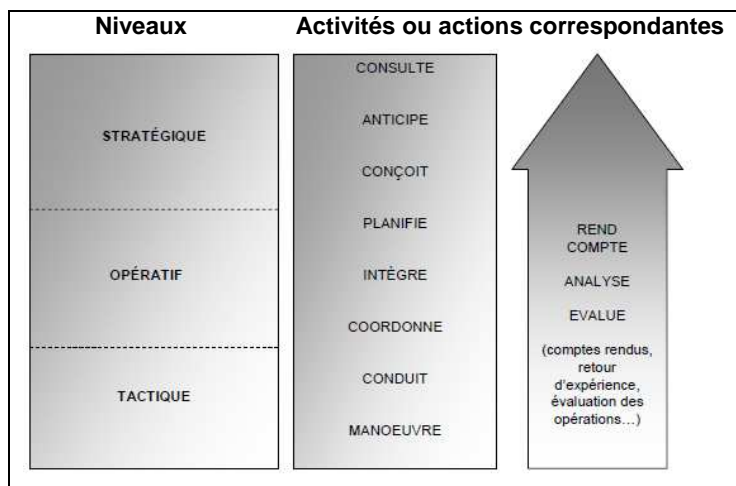 Niveaux
Activités ou actions correspondantes
STRATÉGIQUE
OPÉRATIF
TACTIQUE
CONSULTE
ANTICIPE
CONÇOIT
PLANIFIE
INTÈGRE
COORDONNE
CONDUIT
MANOEUVRE
REND
COMPTE
ANALYSE
EVALUE
(comptes rendus,
retour
d'expérience,
évaluation des
opérations…)